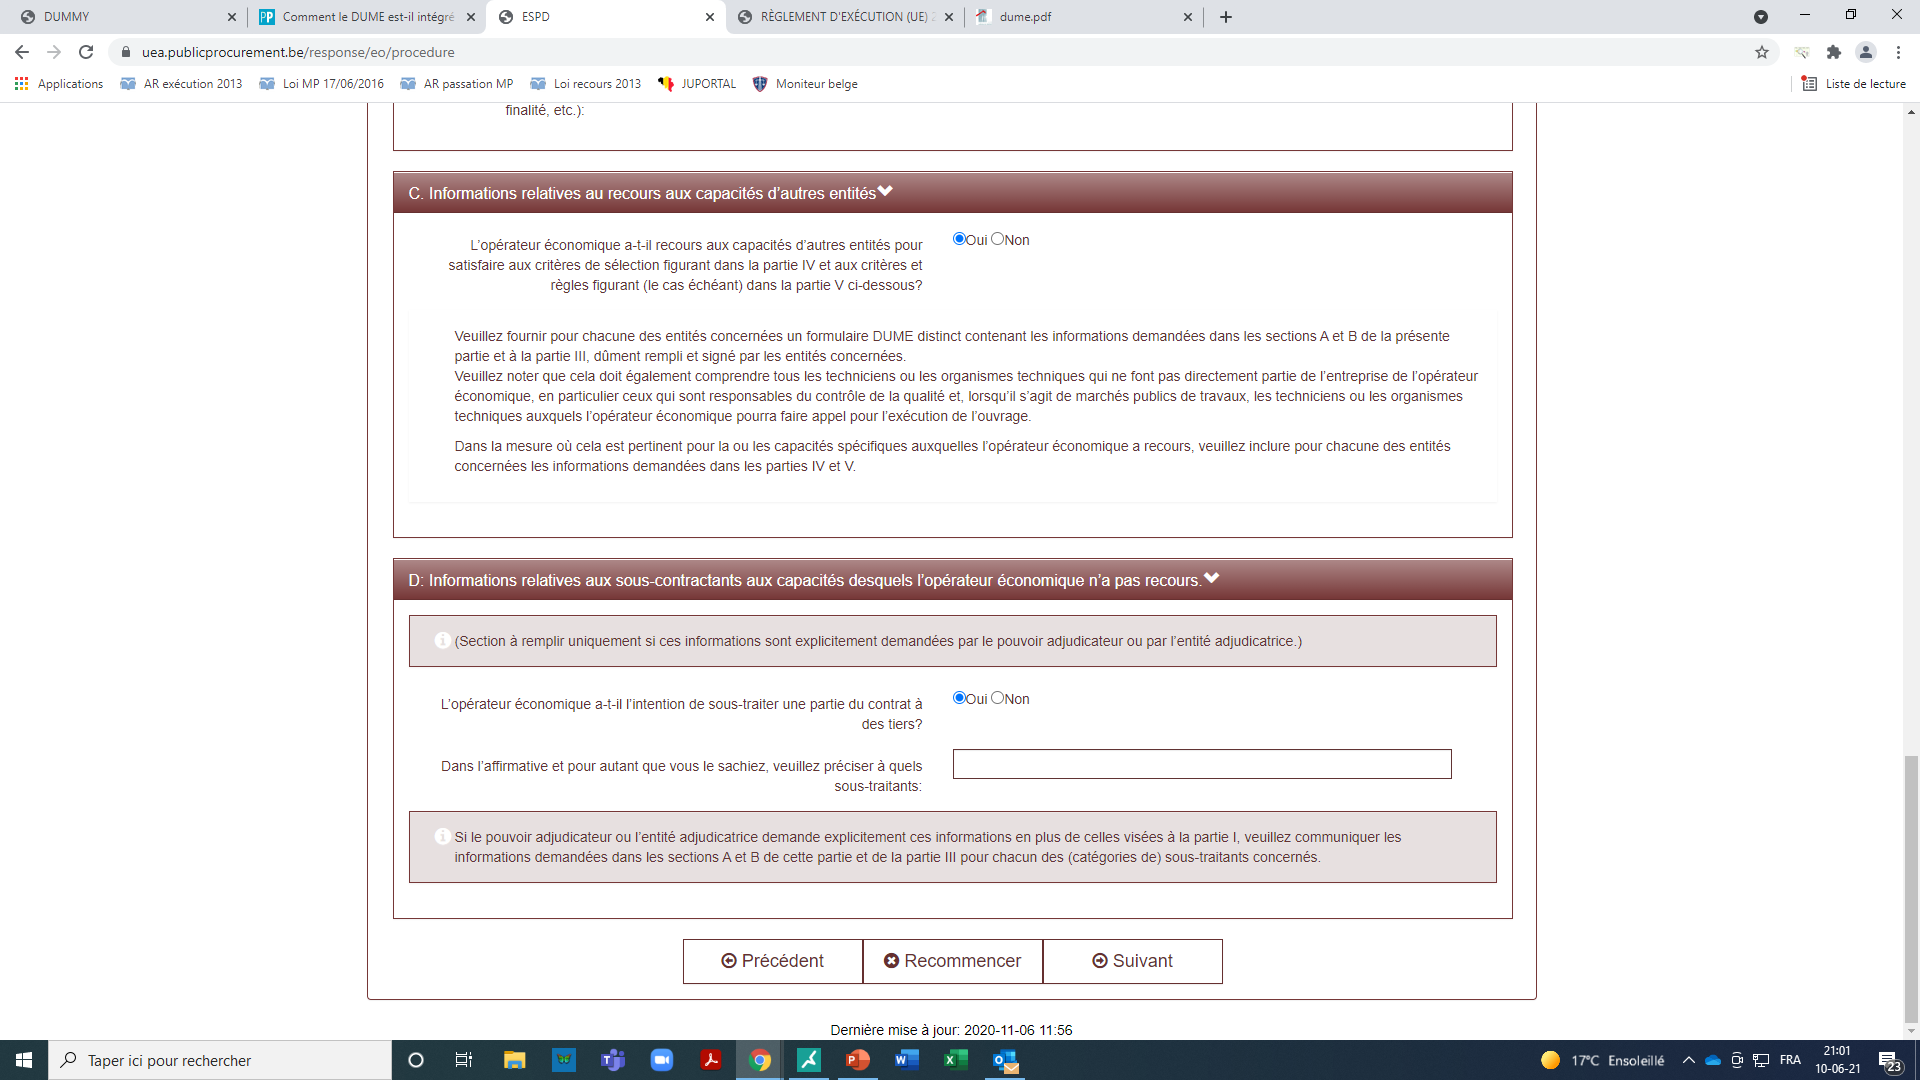 DUMMY
Comment le DUME est-il intégré
ESPD
RÈGLEMENT D'EXÉCUTION (UE)
dume.pdf
uea.publicprocurement.be/response/eo/procedure
Applications
AR exécution 2013
Loi MP 17/06/2016
AR passation MP
Loi recours 2013
JUPORTAL
Moniteur belge
Liste de lecture
finalité, etc.):
C. Informations relatives au recours aux capacités d’autres entités
L’opérateur économique a-t-il recours aux capacités d’autres entités pour
satisfaire aux critères de sélection figurant dans la partie IV et aux critères et
règles figurant (le cas échéant) dans la partie V ci-dessous?
Oui Non
Veuillez fournir pour chacune des entités concernées un formulaire DUME distinct contenant les informations demandées dans les sections A et B de la présente
partie et à la partie III, dûment rempli et signé par les entités concernées.
Veuillez noter que cela doit également comprendre tous les techniciens ou les organismes techniques qui ne font pas directement partie de l’entreprise de l’opérateur
économique, en particulier ceux qui sont responsables du contrôle de la qualité et, lorsqu’il s’agit de marchés publics de travaux, les techniciens ou les organismes
techniques auxquels l’opérateur économique pourra faire appel pour l’exécution de l’ouvrage.
Dans la mesure où cela est pertinent pour la ou les capacités spécifiques auxquelles l’opérateur économique a recours, veuillez inclure pour chacune des entités
concernées les informations demandées dans les parties IV et V.
D: Informations relatives aux sous-contractants aux capacités desquels l’opérateur économique n’a pas recours.
(Section à remplir uniquement si ces informations sont explicitement demandées par le pouvoir adjudicateur ou par l’entité adjudicatrice.)
L’opérateur économique a-t-il l’intention de sous-traiter une partie du contrat à
des tiers?
Oui Non
Dans l’affirmative et pour autant que vous le sachiez, veuillez préciser à quels
sous-traitants:
Si le pouvoir adjudicateur ou l’entité adjudicatrice demande explicitement ces informations en plus de celles visées à la partie I, veuillez communiquer les
informations demandées dans les sections A et B de cette partie et de la partie III pour chacun des (catégories de) sous-traitants concernés.
Précédent
Recommencer
Suivant
Dernière mise à jour: 2020-11-06 11:56
Taper ici pour rechercher
17°C Ensoleillé
FRA
21:01
10-06-21
23